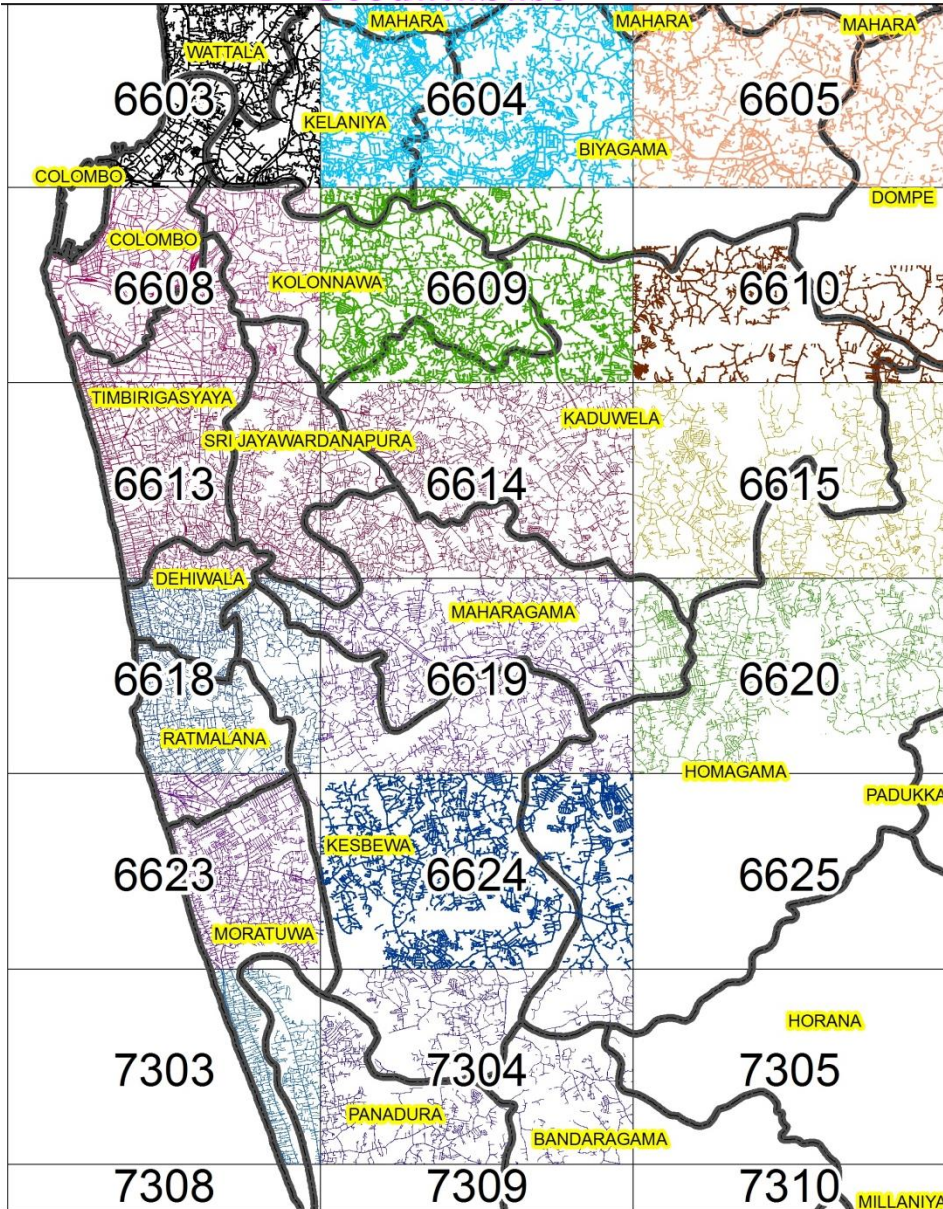 MAHARA
MAHARA
MAHARA
WATTALA
6603
6604
6605
KELANIYA
BIYAGAMA
COLOMBO
DOMPE
COLOMBO
KOLONNAWA
6608
6609
6610
TIMBIRIGASYAYA
KADUWELA
SRI JAYAWARDANAPURA
6613
6614
6615
DEHIWALA
MAHARAGAMA
6618
6619
6620
RATMALANA
HOMAGAMA
PADUKKA
KESBEWA
6623
6624
6625
MORATUWA
HORANA
7303
7304
7305
PANADURA
BANDARAGAMA
7308
7309
7310
MILLANIYA